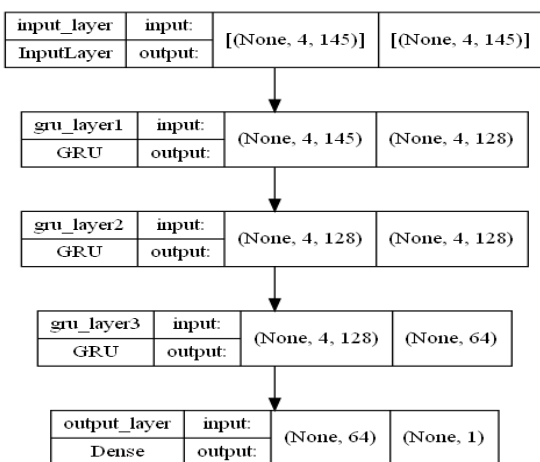 input_layer input: [(None, 4, 145)] [(None, 4, 145)]
InputLayer output:
gru_layer1 input: (None, 4, 145) (None, 4, 128)
GRU output:
gru_layer2 input: (None, 4, 128) (None, 4, 128)
GRU output:
gru_layer3 input: (None, 4, 128) (None, 64)
GRU output:
output_layer input: (None, 64) (None, 1)
Dense output: